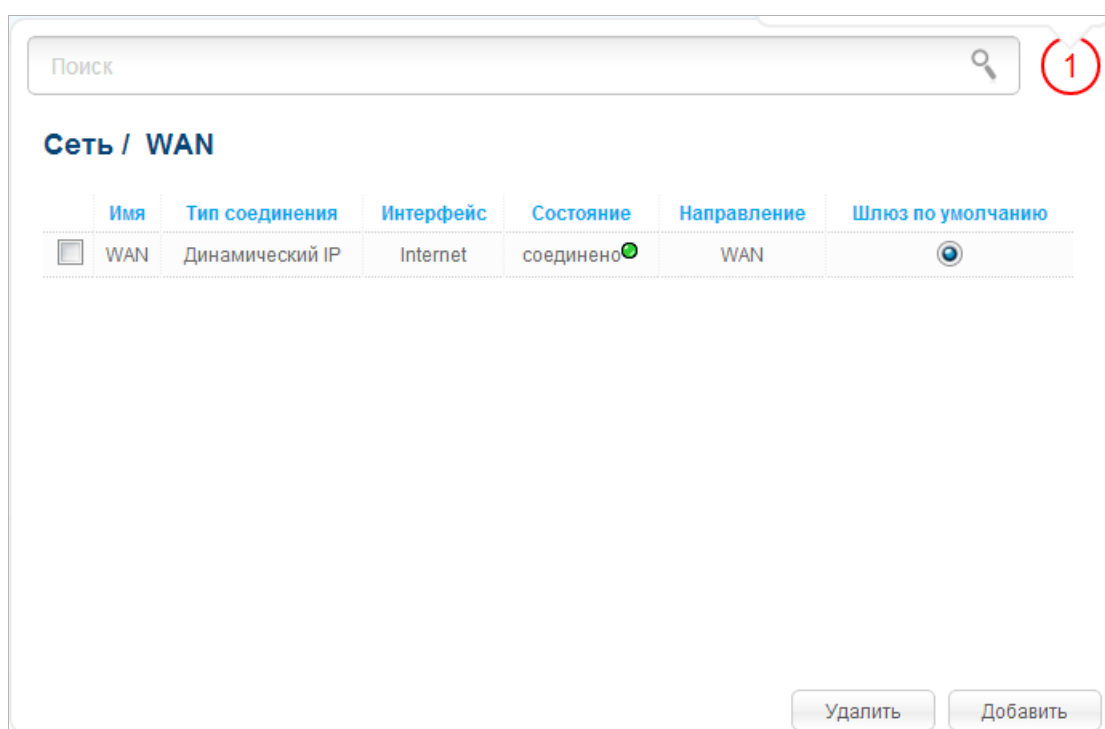 Поиск
1
Сеть / WAN
Имя Тип соединения Интерфейс Состояние Направление Шлюз по умолчанию
WAN Динамический IP Internet соединено WAN
Удалить Добавить